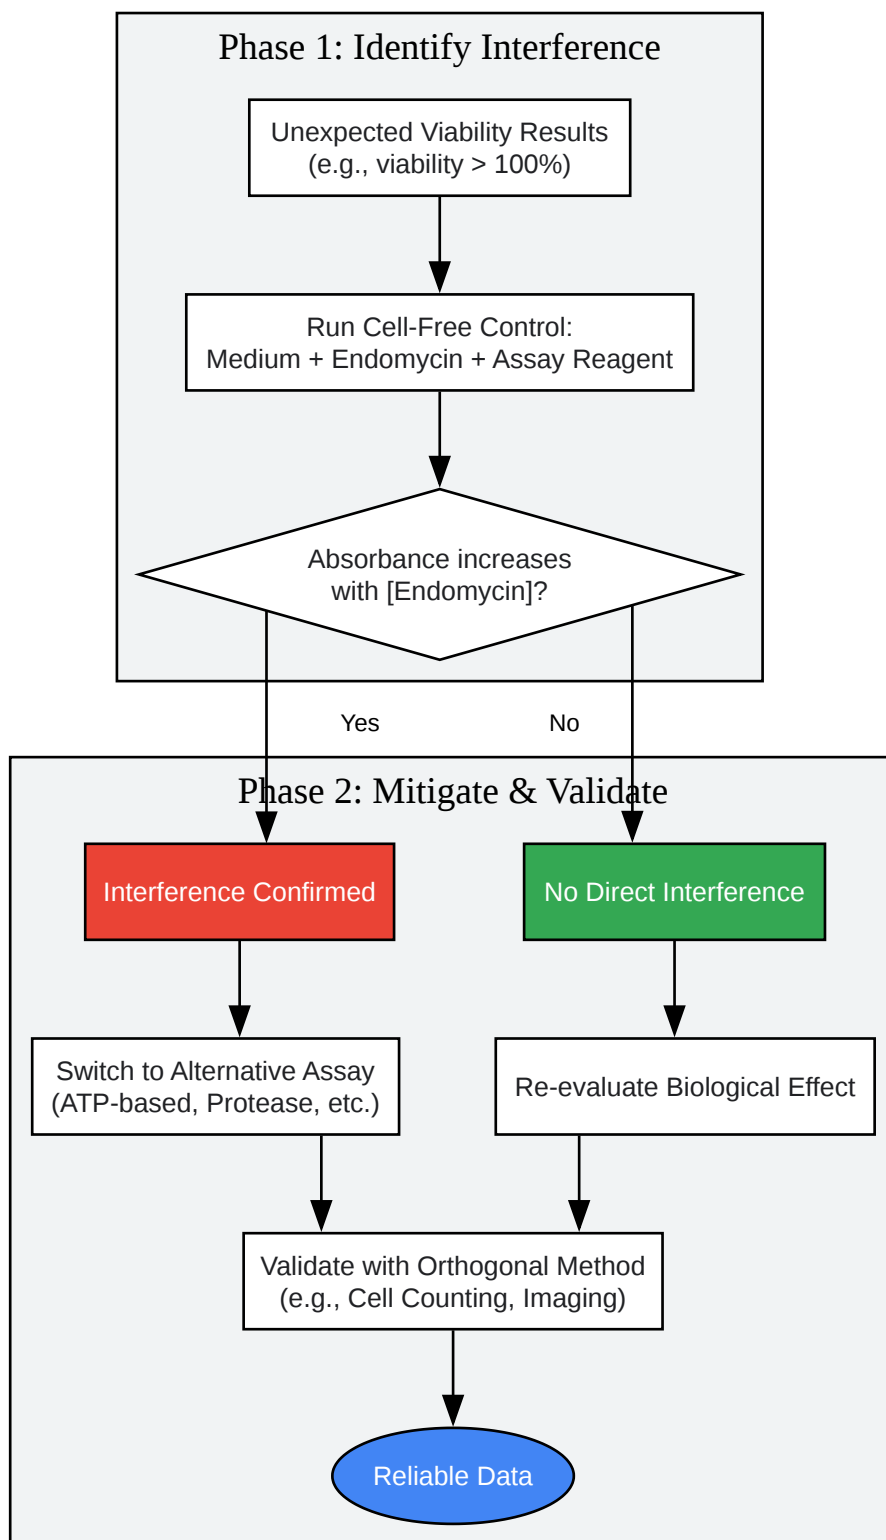 Phase 1: Identify Interference
Unexpected Viability Results
(e.g., viability > 100%)
Run Cell-Free Control:
Medium + Endomycin + Assay Reagent
Absorbance increases
with [Endomycin]?
Yes
No
Phase 2: Mitigate & Validate
Interference Confirmed
No Direct Interference
Switch to Alternative Assay
(ATP-based, Protease, etc.)
Re-evaluate Biological Effect
Validate with Orthogonal Method
(e.g., Cell Counting, Imaging)
Reliable Data